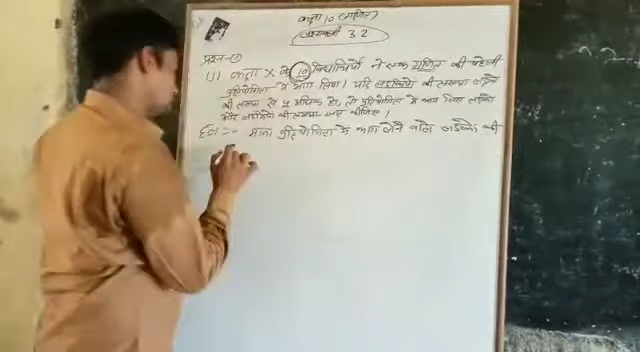 कक्षा 10 (गणित)
प्रश्नावली 3.2
प्रश्न-①
(i) कक्षा X के 10 विद्यार्थियों ने एक गणित की पहेली
प्रतियोगिता में भाग लिया। यदि लड़कियों की संख्या लड़कों
की संख्या से 4 अधिक हो, तो प्रतियोगिता में भाग लिए लड़कों
और लड़कियों की संख्या ज्ञात कीजिए।
हल :- माना प्रतियोगिता में भाग लेने वाले लड़कों की